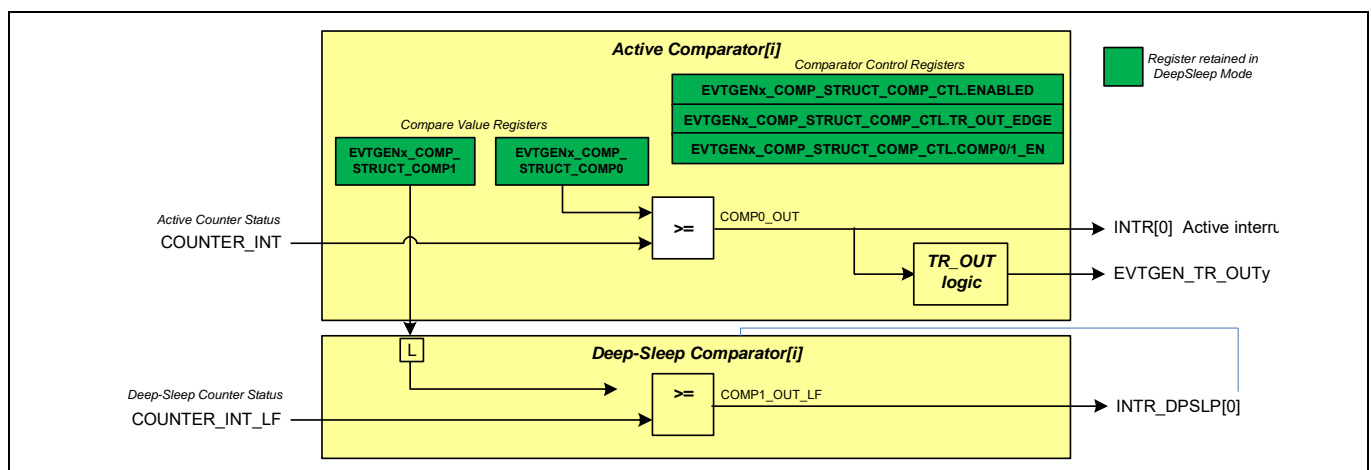 Active Comparator[i]
Comparator Control Registers
Register retained in
DeepSleep Mode
EVTGENx_COMP_STRUCT_COMP_CTL.ENABLED
EVTGENx_COMP_STRUCT_COMP_CTL.TR_OUT_EDGE
EVTGENx_COMP_STRUCT_COMP_CTL.COMP0/1_EN
Compare Value Registers
EVTGENx_COMP_
STRUCT_COMP1
EVTGENx_COMP_
STRUCT_COMP0
Active Counter Status
COUNTER_INT
>=
COMP0_OUT
INTR[0] Active interru
TR_OUT
logic
EVTGEN_TR_OUTy
L
Deep-Sleep Comparator[i]
Deep-Sleep Counter Status
COUNTER_INT_LF
>=
COMP1_OUT_LF
INTR_DPSLP[0]